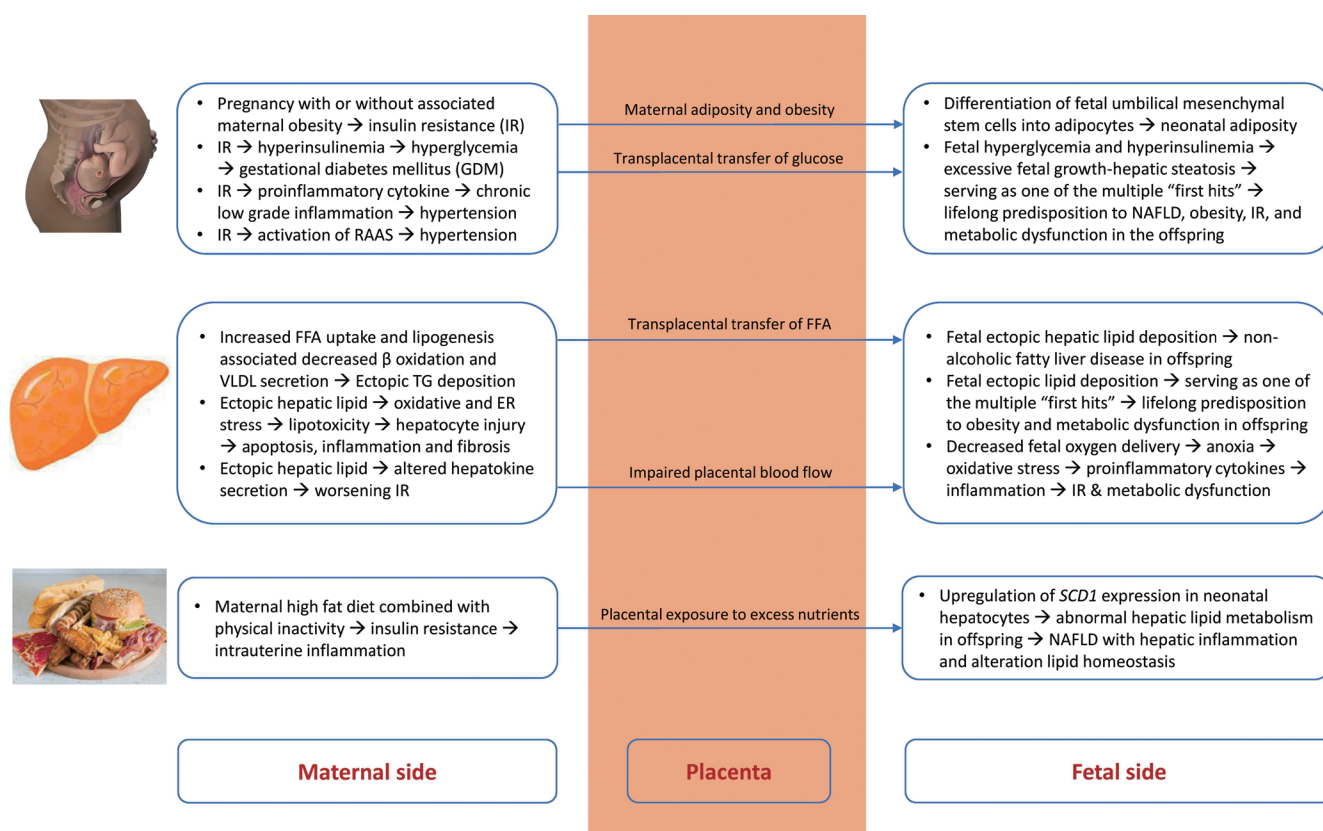 • Pregnancy with or without associated
maternal obesity → insulin resistance (IR)
• IR → hyperinsulinemia → hyperglycemia
→ gestational diabetes mellitus (GDM)
• IR → proinflammatory cytokine → chronic
low grade inflammation → hypertension
• IR → activation of RAAS → hypertension
Maternal adiposity and obesity
Transplacental transfer of glucose
• Differentiation of fetal umbilical mesenchymal
stem cells into adipocytes → neonatal adiposity
• Fetal hyperglycemia and hyperinsulinemia →
excessive fetal growth-hepatic steatosis →
serving as one of the multiple “first hits” →
lifelong predisposition to NAFLD, obesity, IR, and
metabolic dysfunction in the offspring
• Increased FFA uptake and lipogenesis
associated decreased β oxidation and
VLDL secretion → Ectopic TG deposition
• Ectopic hepatic lipid → oxidative and ER
stress → lipotoxicity → hepatocyte injury
→ apoptosis, inflammation and fibrosis
• Ectopic hepatic lipid → altered hepatokine
secretion → worsening IR
Transplacental transfer of FFA
Impaired placental blood flow
• Fetal ectopic hepatic lipid deposition → non-
alcoholic fatty liver disease in offspring
• Fetal ectopic lipid deposition → serving as one of
the multiple “first hits” → lifelong predisposition
to obesity and metabolic dysfunction in offspring
• Decreased fetal oxygen delivery → anoxia →
oxidative stress → proinflammatory cytokines →
inflammation → IR & metabolic dysfunction
• Maternal high fat diet combined with
physical inactivity → insulin resistance →
intrauterine inflammation
Placental exposure to excess nutrients
• Upregulation of SCD1 expression in neonatal
hepatocytes → abnormal hepatic lipid metabolism
in offspring → NAFLD with hepatic inflammation
and alteration lipid homeostasis
Maternal side
Placenta
Fetal side